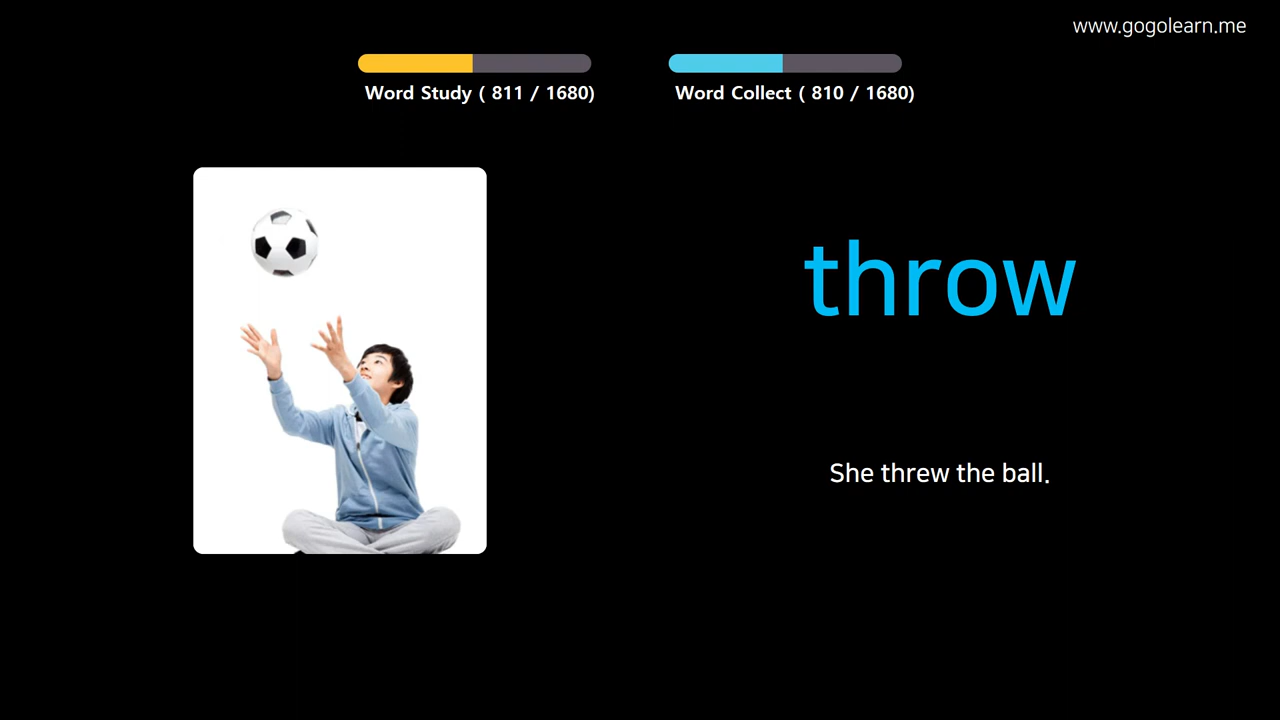 www.gogolearn.me
Word Study ( 811 / 1680)
Word Collect ( 810 / 1680)
throw
She threw the ball.